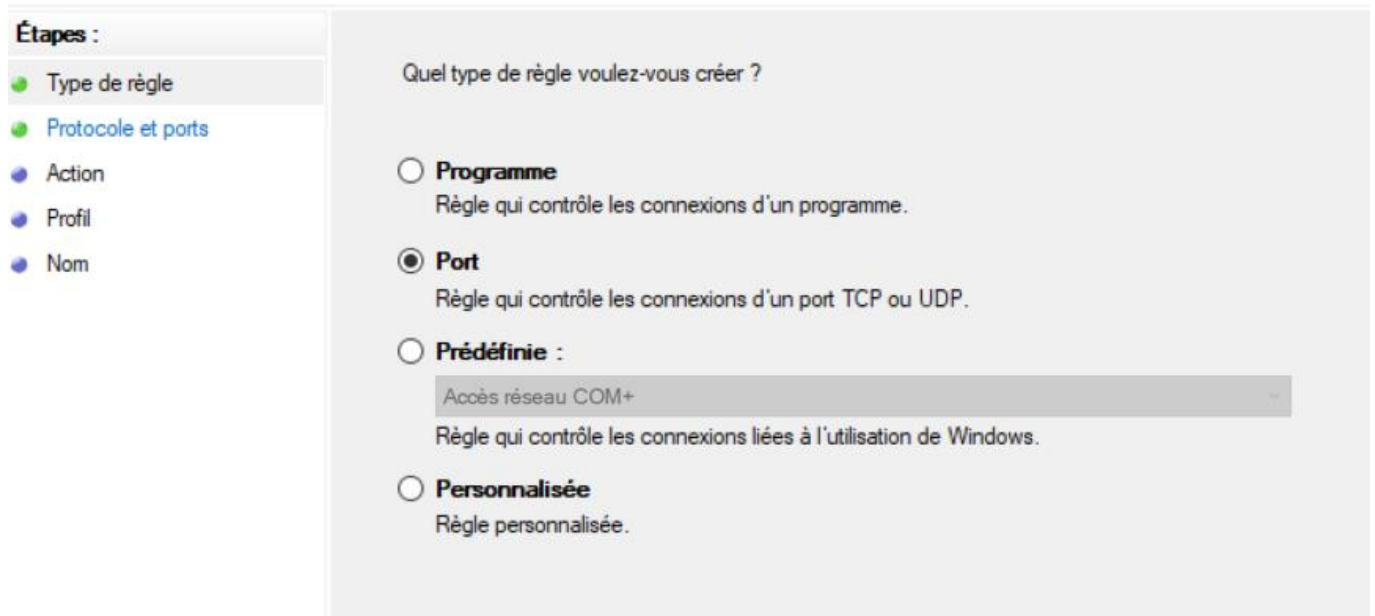 Étapes :
Type de règle
Protocole et ports
Action
Profil
Nom
Quel type de règle voulez-vous créer ?
Programme
Règle qui contrôle les connexions d'un programme.
Port
Règle qui contrôle les connexions d'un port TCP ou UDP.
Prédéfinie :
Accès réseau COM+
Règle qui contrôle les connexions liées à l'utilisation de Windows.
Personnalisée
Règle personnalisée.